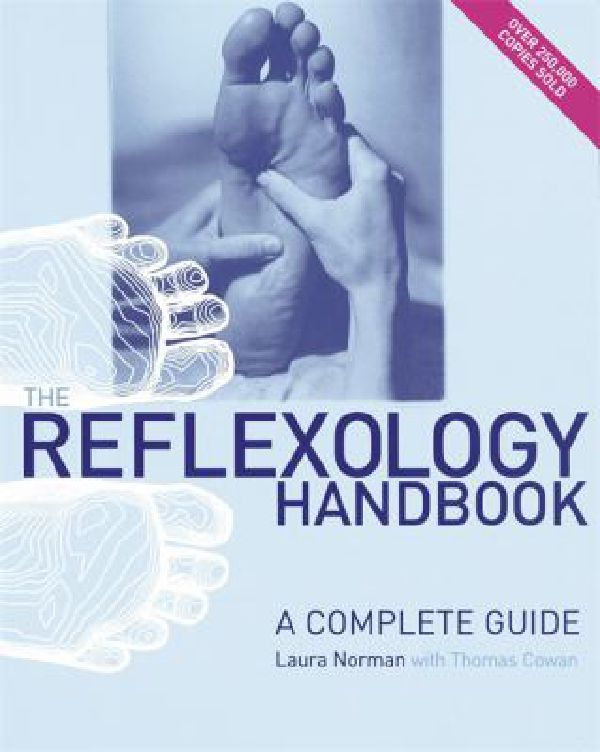 OVER 250,000
COPIES SOLD
THE
REFLEXOLOGY
HANDBOOK
A COMPLETE GUIDE
Laura Norman with Thomas Cowan